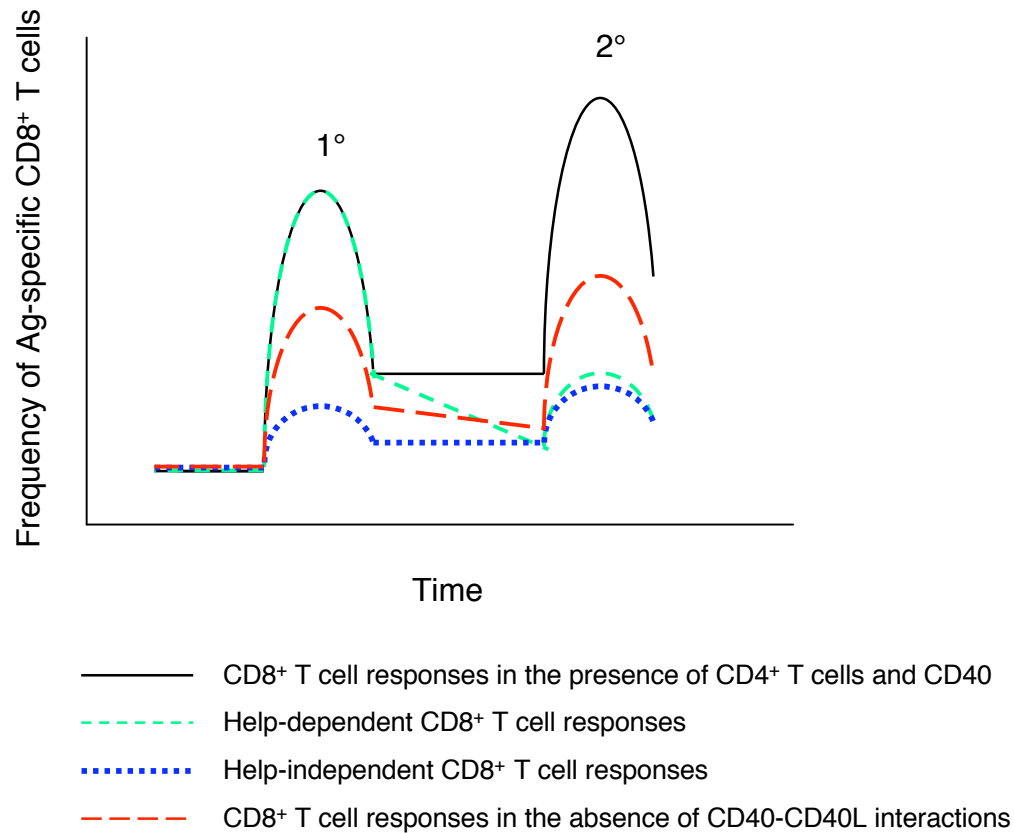 Frequency of Ag-specific CD8⁺ T cells
1°
2°
Time
CD8⁺ T cell responses in the presence of CD4⁺ T cells and CD40
Help-dependent CD8⁺ T cell responses
Help-independent CD8⁺ T cell responses
CD8⁺ T cell responses in the absence of CD40-CD40L interactions